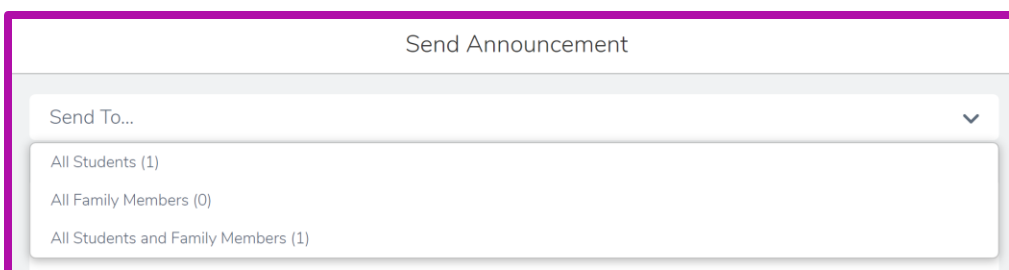 Send Announcement
Send To...
All Students (1)
All Family Members (0)
All Students and Family Members (1)